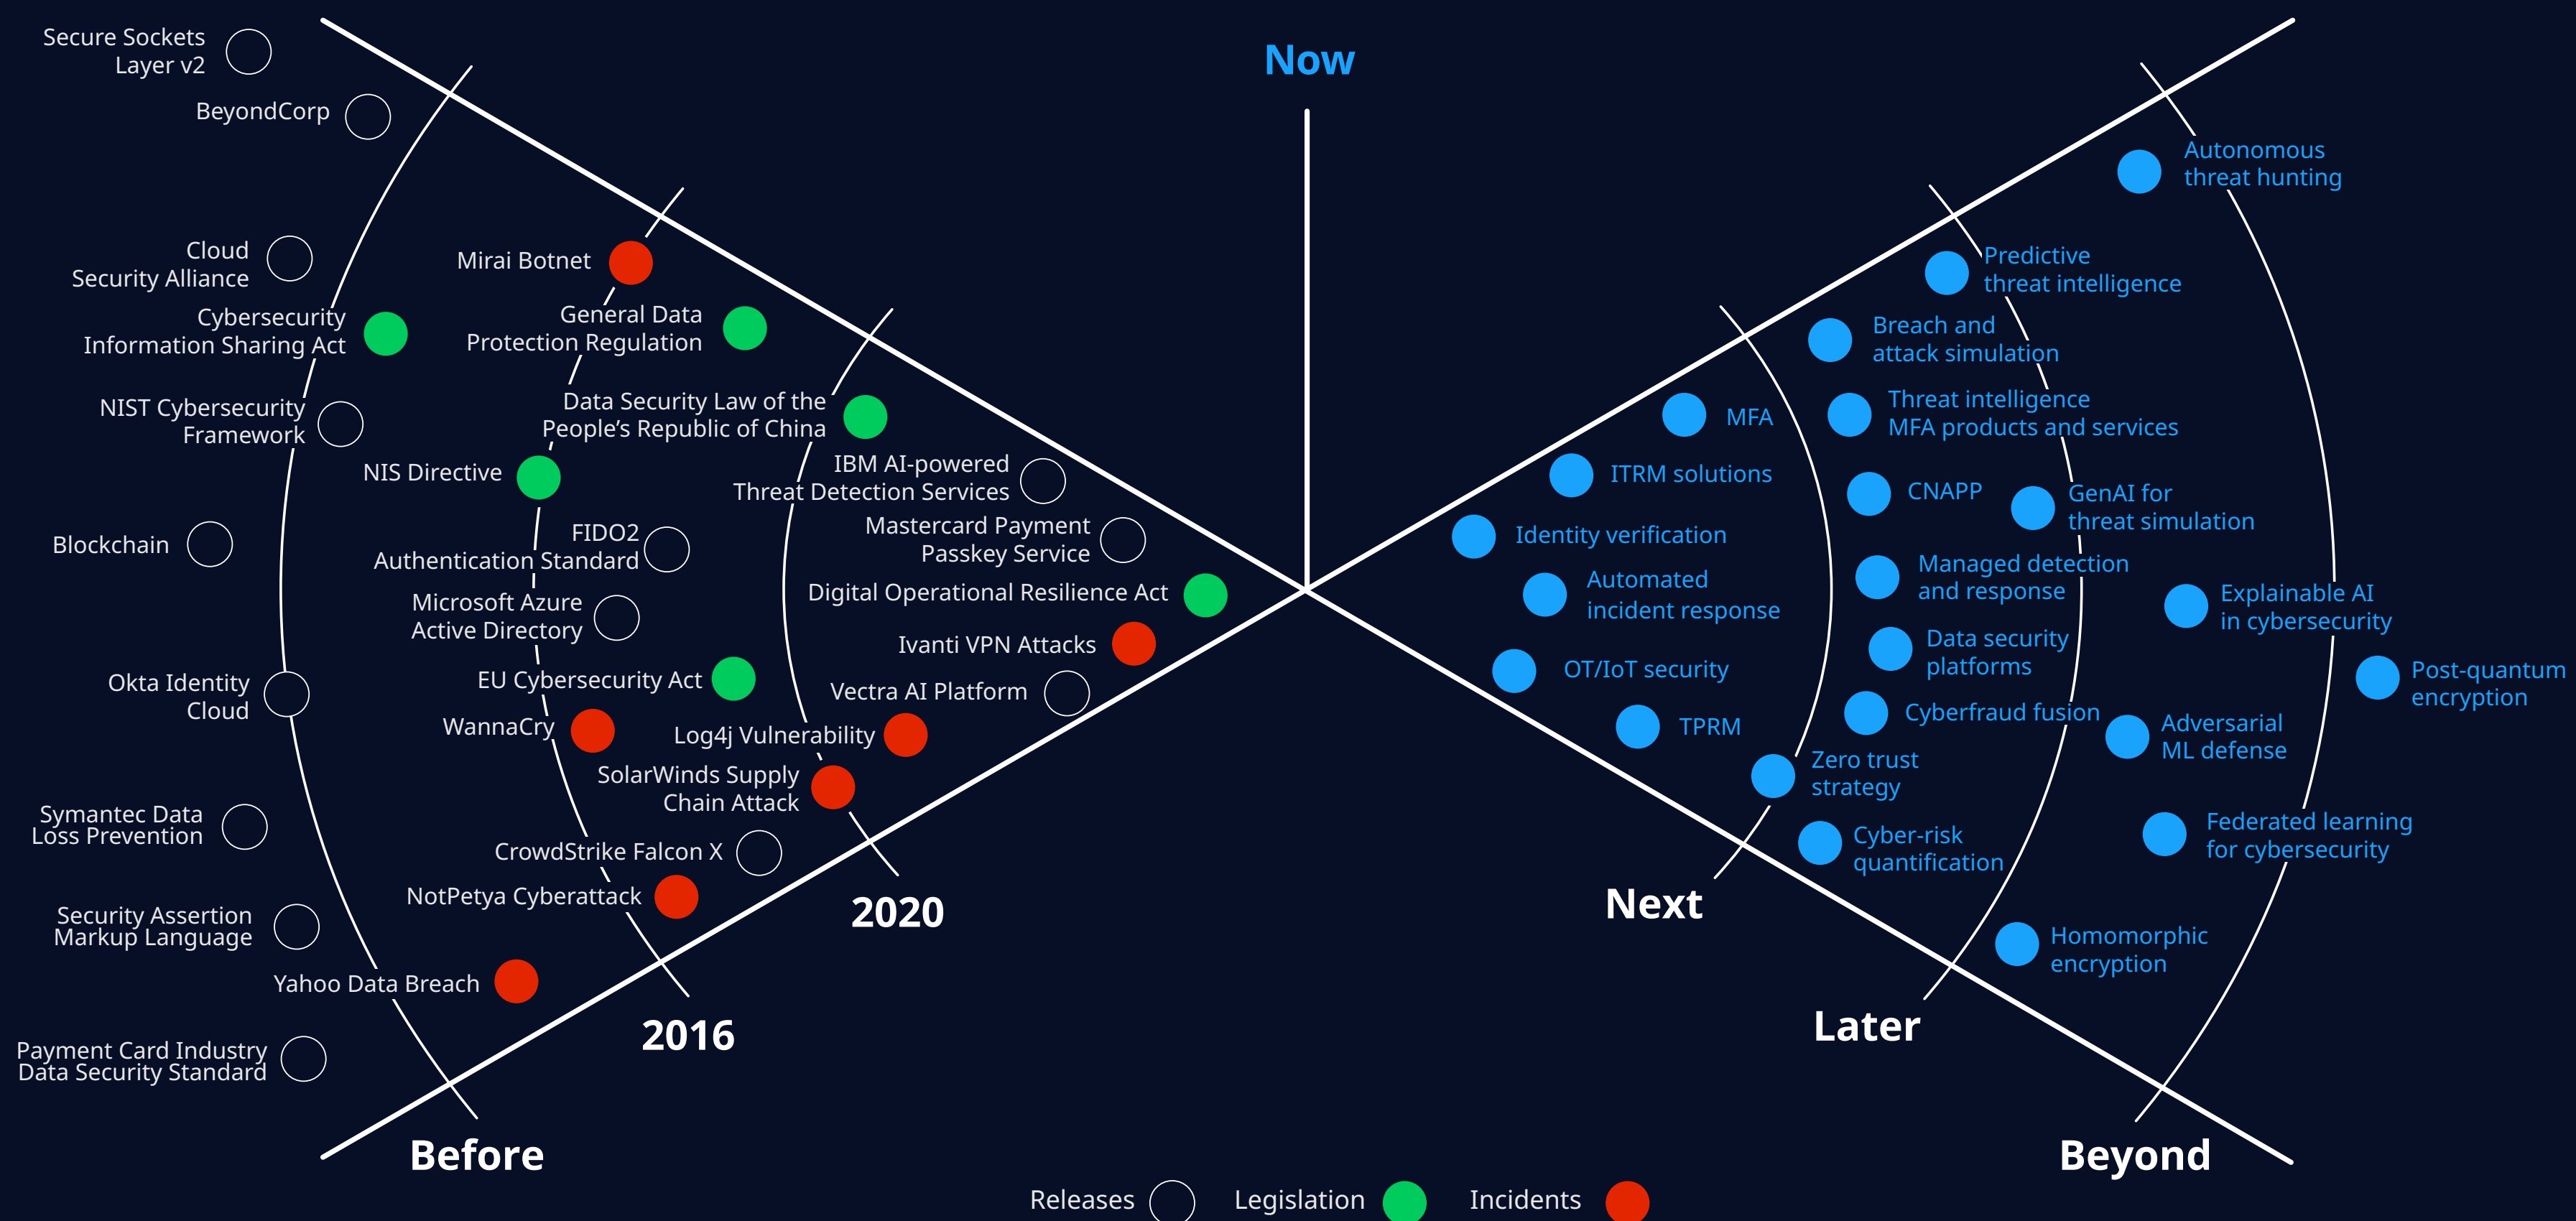 Secure Sockets
Layer v2
BeyondCorp
Cloud
Security Alliance
Cybersecurity
Information Sharing Act
NIST Cybersecurity
Framework
Blockchain
Okta Identity
Cloud
Symantec Data
Loss Prevention
Security Assertion
Markup Language
Yahoo Data Breach
Payment Card Industry
Data Security Standard
Before
Mirai Botnet
General Data
Protection Regulation
Data Security Law of the
People’s Republic of China
NIS Directive
FIDO2
Authentication Standard
Microsoft Azure
Active Directory
EU Cybersecurity Act
WannaCry
Log4j Vulnerability
SolarWinds Supply
Chain Attack
CrowdStrike Falcon X
NotPetya Cyberattack
2016
IBM AI-powered
Threat Detection Services
Mastercard Payment
Passkey Service
Digital Operational Resilience Act
Ivanti VPN Attacks
Vectra AI Platform
2020
Now
MFA
ITRM solutions
Identity verification
Automated
incident response
OT/IoT security
TPRM
Zero trust
strategy
Next
Predictive
threat intelligence
Breach and
attack simulation
Threat intelligence
MFA products and services
CNAPP
GenAI for
threat simulation
Managed detection
and response
Data security
platforms
Cyberfraud fusion
Cyber-risk
quantification
Later
Autonomous
threat hunting
Explainable AI
in cybersecurity
Post-quantum
encryption
Adversarial
ML defense
Federated learning
for cybersecurity
Homomorphic
encryption
Beyond
Releases
Legislation
Incidents